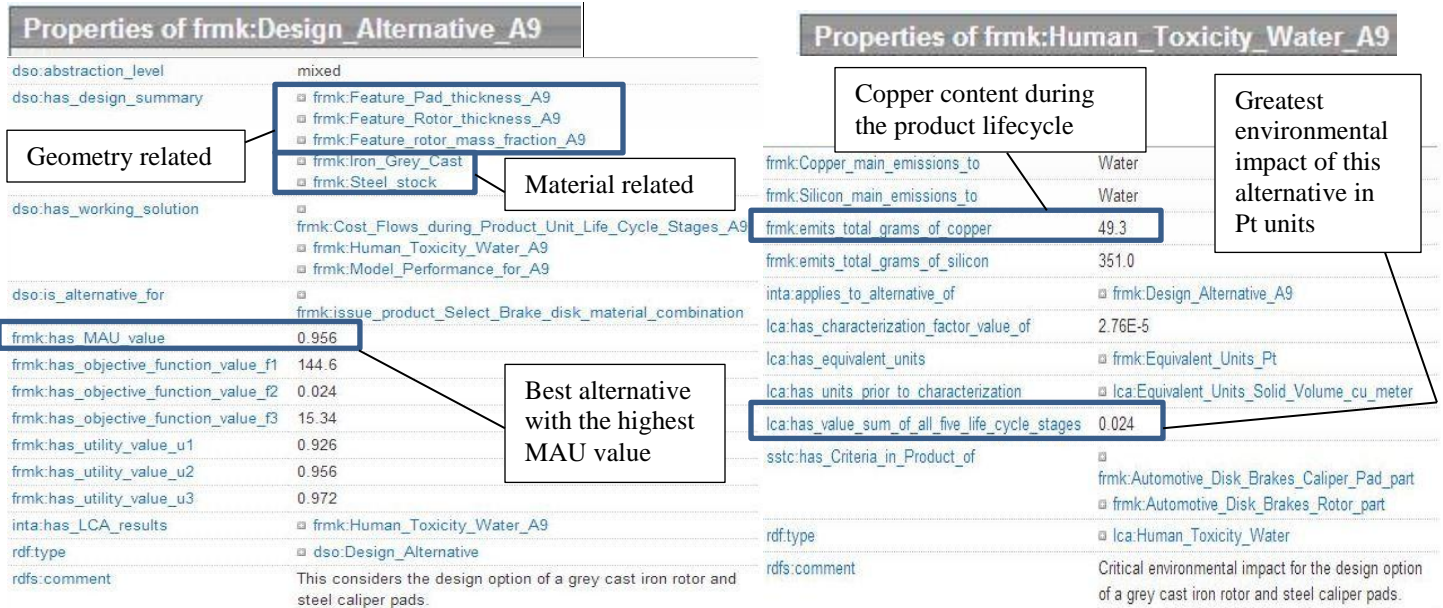 Properties of frmk:Design_Alternative_A9
dso:abstraction_level mixed
dso:has_design_summary frmk:Feature_Pad_thickness_A9
frmk:Feature_Rotor_thickness_A9
frmk:Feature_rotor_mass_fraction_A9
Geometry related
frmk:Iron_Grey_Cast
frmk:Steel_stock
Material related
dso:has_working_solution
frmk:Cost_Flows_during_Product_Unit_Life_Cycle_Stages_A9
frmk:Human_Toxicity_Water_A9
frmk:Model_Performance_for_A9
dso:is_alternative_for
frmk:issue_product_Select_Brake_disk_material_combination
frmk:has_MAU_value 0.956
frmk:has_objective_function_value_f1 144.6
frmk:has_objective_function_value_f2 0.024
frmk:has_objective_function_value_f3 15.34
frmk:has_utility_value_u1 0.926
frmk:has_utility_value_u2 0.956
frmk:has_utility_value_u3 0.972
Best alternative
with the highest
MAU value
inta:has_LCA_results frmk:Human_Toxicity_Water_A9
rdf:type dso:Design_Alternative
rdfs:comment This considers the design option of a grey cast iron rotor and
steel caliper pads.
Properties of frmk:Human_Toxicity_Water_A9
Copper content during
the product lifecycle
Greatest
environmental
impact of this
alternative in
Pt units
frmk:Copper_main_emissions_to Water
frmk:Silicon_main_emissions_to Water
frmk:emits_total_grams_of_copper 49.3
frmk:emits_total_grams_of_silicon 351.0
inta:applies_to_alternative_of frmk:Design_Alternative_A9
lca:has_characterization_factor_value_of 2.76E-5
lca:has_equivalent_units frmk:Equivalent_Units_Pt
lca:has_units_prior_to_characterization lca:Equivalent_Units_Solid_Volume_cu_meter
lca:has_value_sum_of_all_five_life_cycle_stages 0.024
sstc:has_Criteria_in_Product_of
frmk:Automotive_Disk_Brakes_Caliper_Pad_part
frmk:Automotive_Disk_Brakes_Rotor_part
rdf:type lca:Human_Toxicity_Water
rdfs:comment Critical environmental impact for the design option
of a grey cast iron rotor and steel caliper pads.